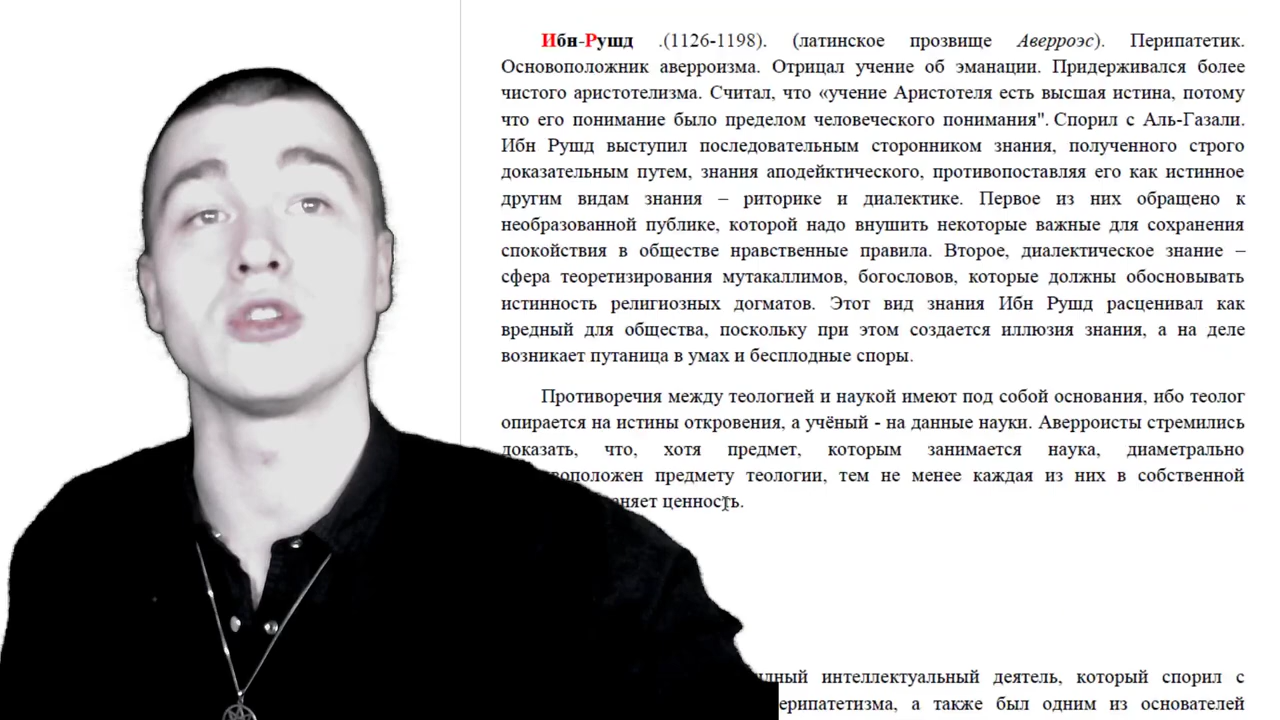 Ибн-Рушд .(1126-1198). (латинское прозвище Аверроэс). Перипатетик.
Основоположник аверроизма. Отрицал учение об эманации. Придерживался более
чистого аристотелизма. Считал, что «учение Аристотеля есть высшая истина, потому
что его понимание было пределом человеческого понимания". Спорил с Аль-Газали.
Ибн Рушд выступил последовательным сторонником знания, полученного строго
доказательным путем, знания аподейктического, противопоставляя его как истинное
другим видам знания – риторике и диалектике. Первое из них обращено к
необразованной публике, которой надо внушить некоторые важные для сохранения
спокойствия в обществе нравственные правила. Второе, диалектическое знание –
сфера теоретизирования мутакаллимов, богословов, которые должны обосновывать
истинность религиозных догматов. Этот вид знания Ибн Рушд расценивал как
вредный для общества, поскольку при этом создается иллюзия знания, а на деле
возникает путаница в умах и бесплодные споры.
Противоречия между теологией и наукой имеют под собой основания, ибо теолог
опирается на истины откровения, а учёный - на данные науки. Аверроисты стремились
доказать, что, хотя предмет, которым занимается наука, диаметрально
предмету теологии, тем не менее каждая из них в собственной
ценность.
интеллектуальный деятель, который спорил с
а также был одним из основателей